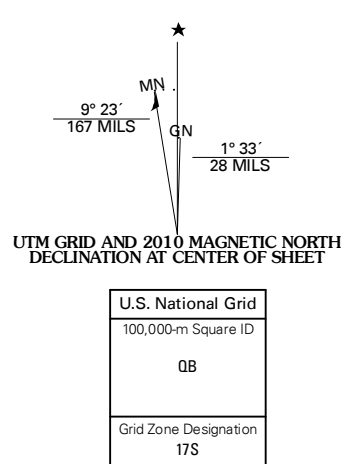 MN
GN
9° 23´
167 MILS
1° 33´
28 MILS
UTM GRID AND 2010 MAGNETIC NORTH
DECLINATION AT CENTER OF SHEET
U.S. National Grid
100,000-m Square ID
QB
Grid Zone Designation
17S